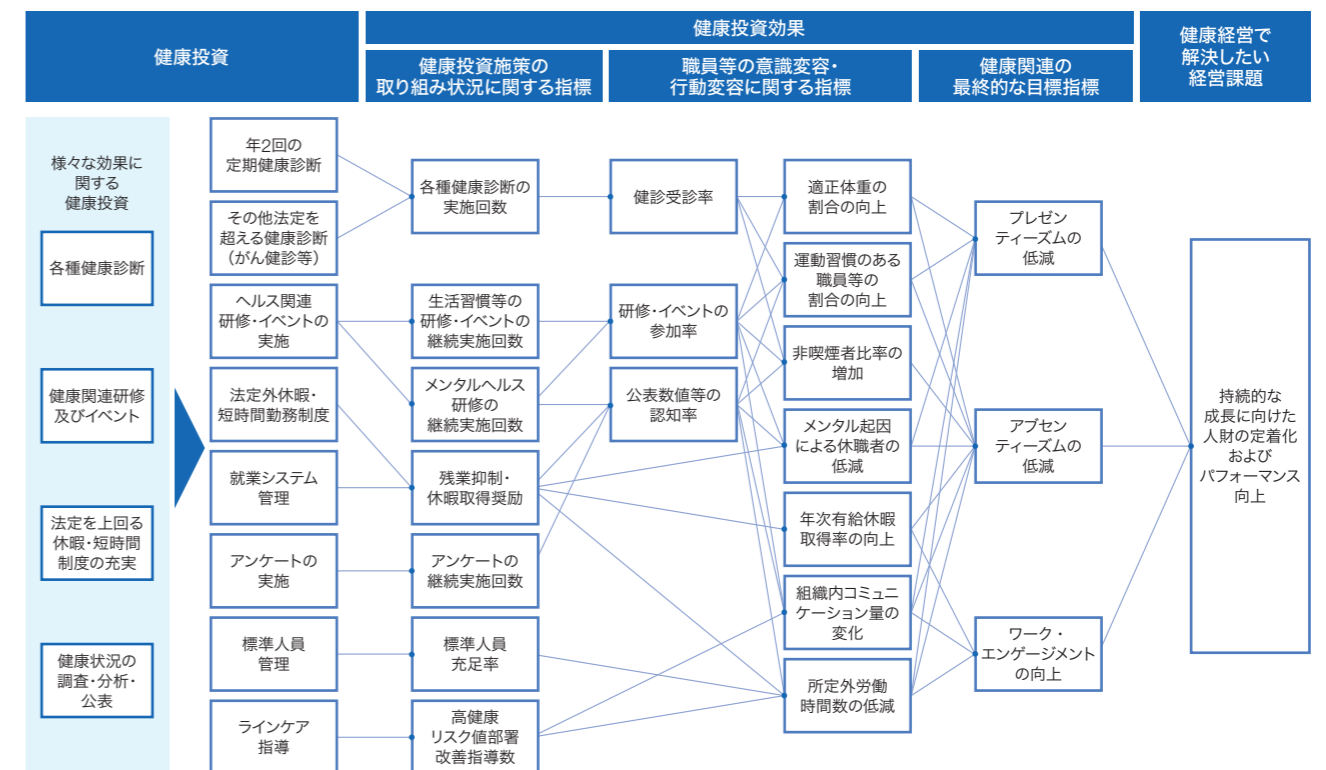 健康投資
健康投資効果
健康投資施策の
取り組み状況に関する指標
職員等の意識変容・
行動変容に関する指標
健康関連の
最終的な目標指標
健康経営で
解決したい
経営課題
様々な効果に
関する
健康投資
各種健康診断
健康関連研修
及びイベント
法定を上回る
休暇・短時間
制度の充実
健康状況の
調査・分析・
公表
年2回の
定期健康診断
その他法定を
超える健康診断
（がん健診等）
ヘルス関連
研修・イベントの
実施
法定外休暇・
短時間勤務制度
就業システム
管理
アンケートの
実施
標準人員
管理
ラインケア
指導
各種健康診断の
実施回数
生活習慣等の
研修・イベントの
継続実施回数
メンタルヘルス
研修の
継続実施回数
残業抑制・
休暇取得奨励
アンケートの
継続実施回数
標準人員
充足率
高健康
リスク値部署
改善指導数
健診受診率
研修・イベントの
参加率
公表数値等の
認知率
適正体重の
割合の向上
運動習慣のある
職員等の
割合の向上
非喫煙者比率の
増加
メンタル起因
による休職者の
低減
年次有給休暇
取得率の向上
組織内コミュニ
ケーション量の
変化
所定外労働
時間数の低減
プレゼン
ティーズムの
低減
アブセン
ティーズムの
低減
ワーク・
エンゲージメント
の向上
持続的な
成長に向けた
人財の定着化
および
パフォーマンス
向上